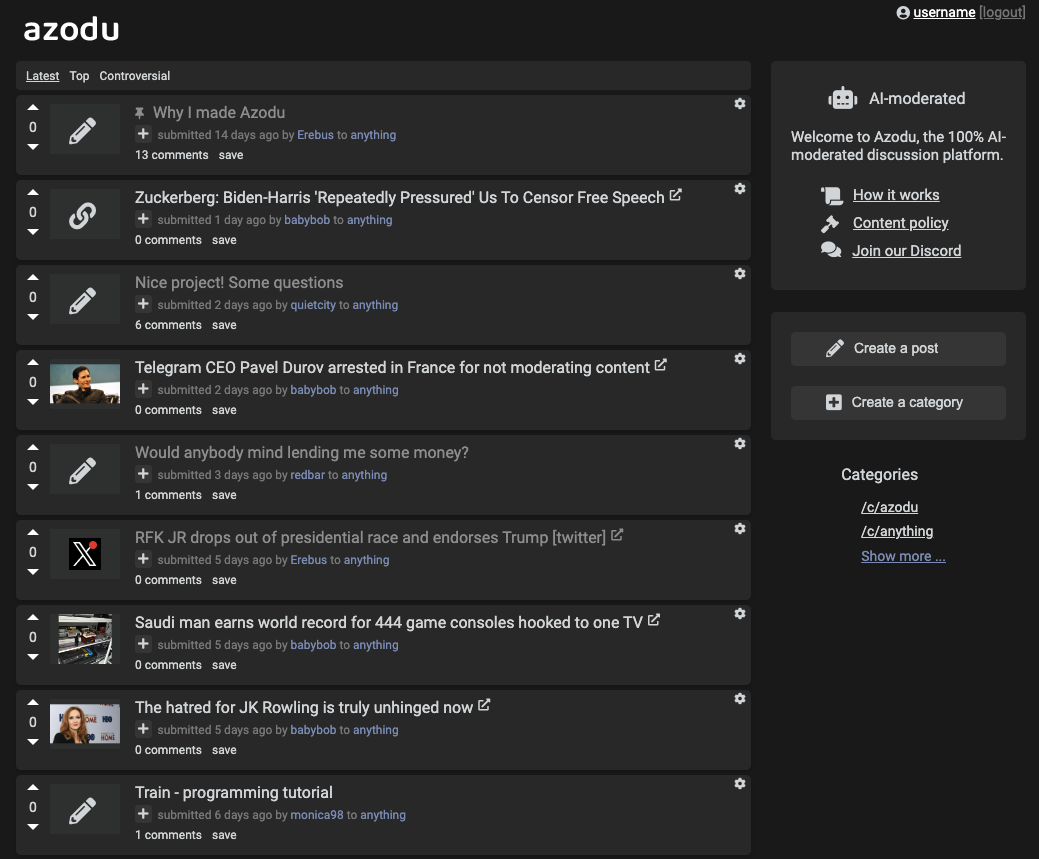 username [logout]
azodu
Latest Top Controversial
0
Why I made Azodu
submitted 14 days ago by Erebus to anything
13 comments save
0
Zuckerberg: Biden-Harris 'Repeatedly Pressured' Us To Censor Free Speech
submitted 1 day ago by babybob to anything
0 comments save
0
Nice project! Some questions
submitted 2 days ago by quietcity to anything
6 comments save
0
Telegram CEO Pavel Durov arrested in France for not moderating content
submitted 2 days ago by babybob to anything
0 comments save
0
Would anybody mind lending me some money?
submitted 3 days ago by redbar to anything
1 comments save
0
RFK JR drops out of presidential race and endorses Trump [twitter]
submitted 5 days ago by Erebus to anything
0 comments save
0
Saudi man earns world record for 444 game consoles hooked to one TV
submitted 5 days ago by babybob to anything
0 comments save
0
The hatred for JK Rowling is truly unhinged now
submitted 5 days ago by babybob to anything
0 comments save
0
Train - programming tutorial
submitted 6 days ago by monica98 to anything
1 comments save
AI-moderated
Welcome to Azodu, the 100% AI-
moderated discussion platform.
How it works
Content policy
Join our Discord
Create a post
Create a category
Categories
/c/azodu
/c/anything
Show more ...